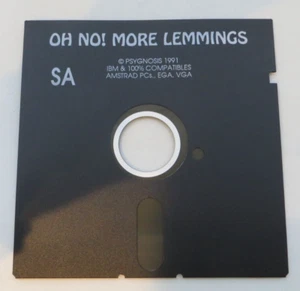 OH NO! MORE LEMMINGS
© PSYGNOSIS 1991
IBM & 100% COMPATIBLES
AMSTRAD PCs., EGA, VGA
SA